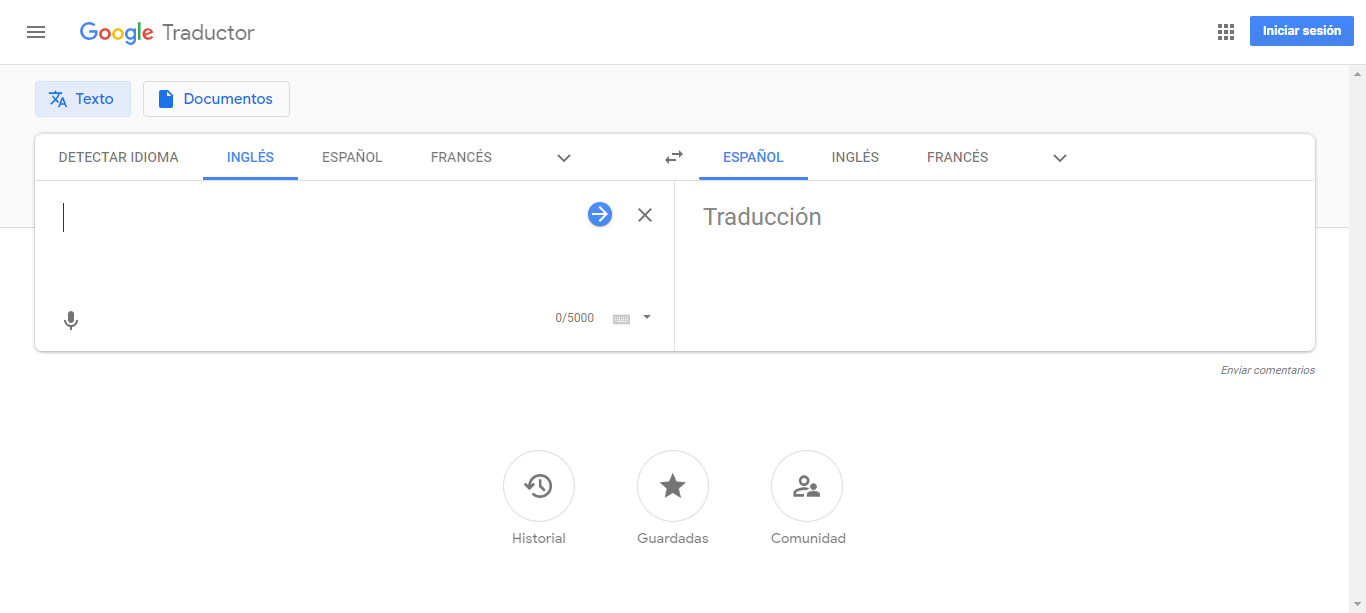 Google Traductor
Iniciar sesión
Texto
Documentos
DETECTAR IDIOMA INGLÉS ESPAÑOL FRANCÉS ESPAÑOL INGLÉS FRANCÉS
Traducción
0/5000
Enviar comentarios
Historial Guardadas Comunidad